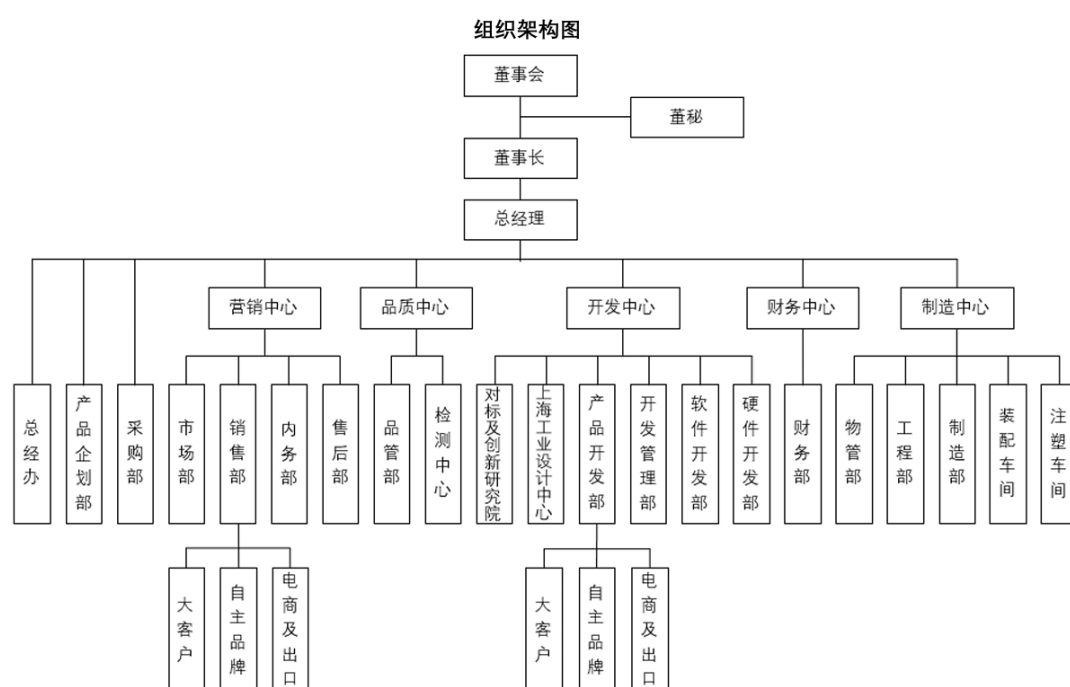 组织架构图
董事会
董秘
董事长
总经理
营销中心
品质中心
开发中心
财务中心
制造中心
总经办
产品企划部
采购部
市场部
销售部
内务部
售后部
品管部
检测中心
对标及创新研究院
上海工业设计中心
产品开发部
开发管理部
软件开发部
硬件开发部
财务部
物管部
工程部
制造部
装配车间
注塑车间
大客户
自主品牌
电商及出口
大客户
自主品牌
电商及出口